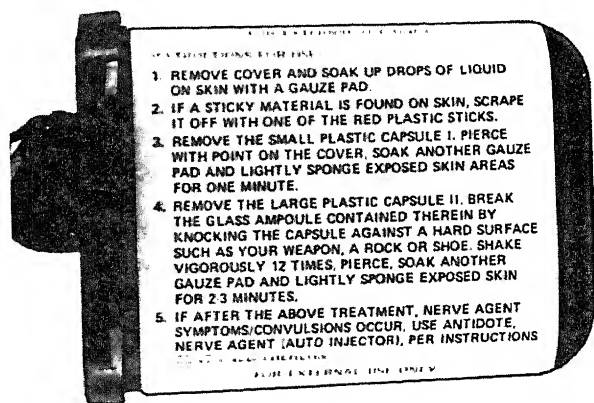 INSTRUCTIONS FOR USE
1. REMOVE COVER AND SOAK UP DROPS OF LIQUID
ON SKIN WITH A GAUZE PAD.
2. IF A STICKY MATERIAL IS FOUND ON SKIN, SCRAPE
IT OFF WITH ONE OF THE RED PLASTIC STICKS.
3. REMOVE THE SMALL PLASTIC CAPSULE I. PIERCE
WITH POINT ON THE COVER, SOAK ANOTHER GAUZE
PAD AND LIGHTLY SPONGE EXPOSED SKIN AREAS
FOR ONE MINUTE.
4. REMOVE THE LARGE PLASTIC CAPSULE II. BREAK
THE GLASS AMPOULE CONTAINED THEREIN BY
KNOCKING THE CAPSULE AGAINST A HARD SURFACE
SUCH AS YOUR WEAPON, A ROCK OR SHOE. SHAKE
VIGOROUSLY 12 TIMES, PIERCE, SOAK ANOTHER
GAUZE PAD AND LIGHTLY SPONGE EXPOSED SKIN
FOR 2-3 MINUTES.
5. IF AFTER THE ABOVE TREATMENT, NERVE AGENT
SYMPTOMS/CONVULSIONS OCCUR, USE ANTIDOTE,
NERVE AGENT (AUTO INJECTOR), PER INSTRUCTIONS
FOR EXTERNAL USE ONLY